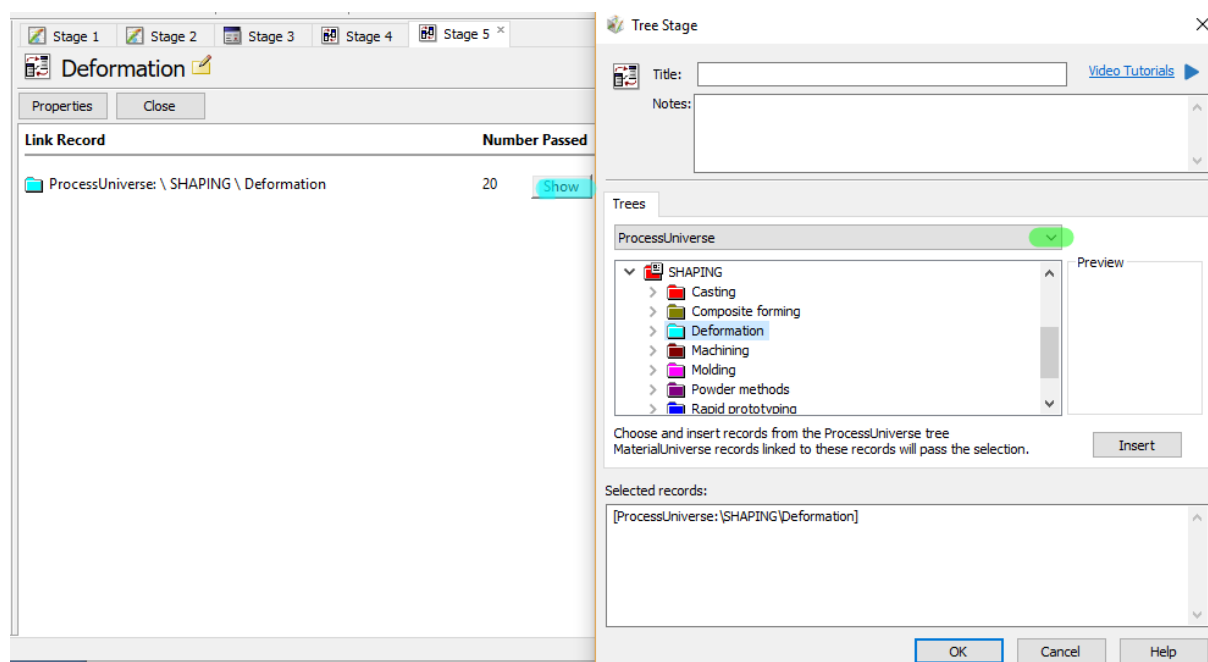 Stage 1
Stage 2
Stage 3
Stage 4
Stage 5
Deformation
Properties
Close
Link Record
Number Passed
ProcessUniverse: \ SHAPING \ Deformation
20
Show
Tree Stage
Title:
Video Tutorials
Notes:
Trees
ProcessUniverse
SHAPING
Casting
Composite forming
Deformation
Machining
Molding
Powder methods
Rapid prototyping
Preview
Choose and insert records from the ProcessUniverse tree
MaterialUniverse records linked to these records will pass the selection.
Insert
Selected records:
[ProcessUniverse:\SHAPING\Deformation]
OK
Cancel
Help